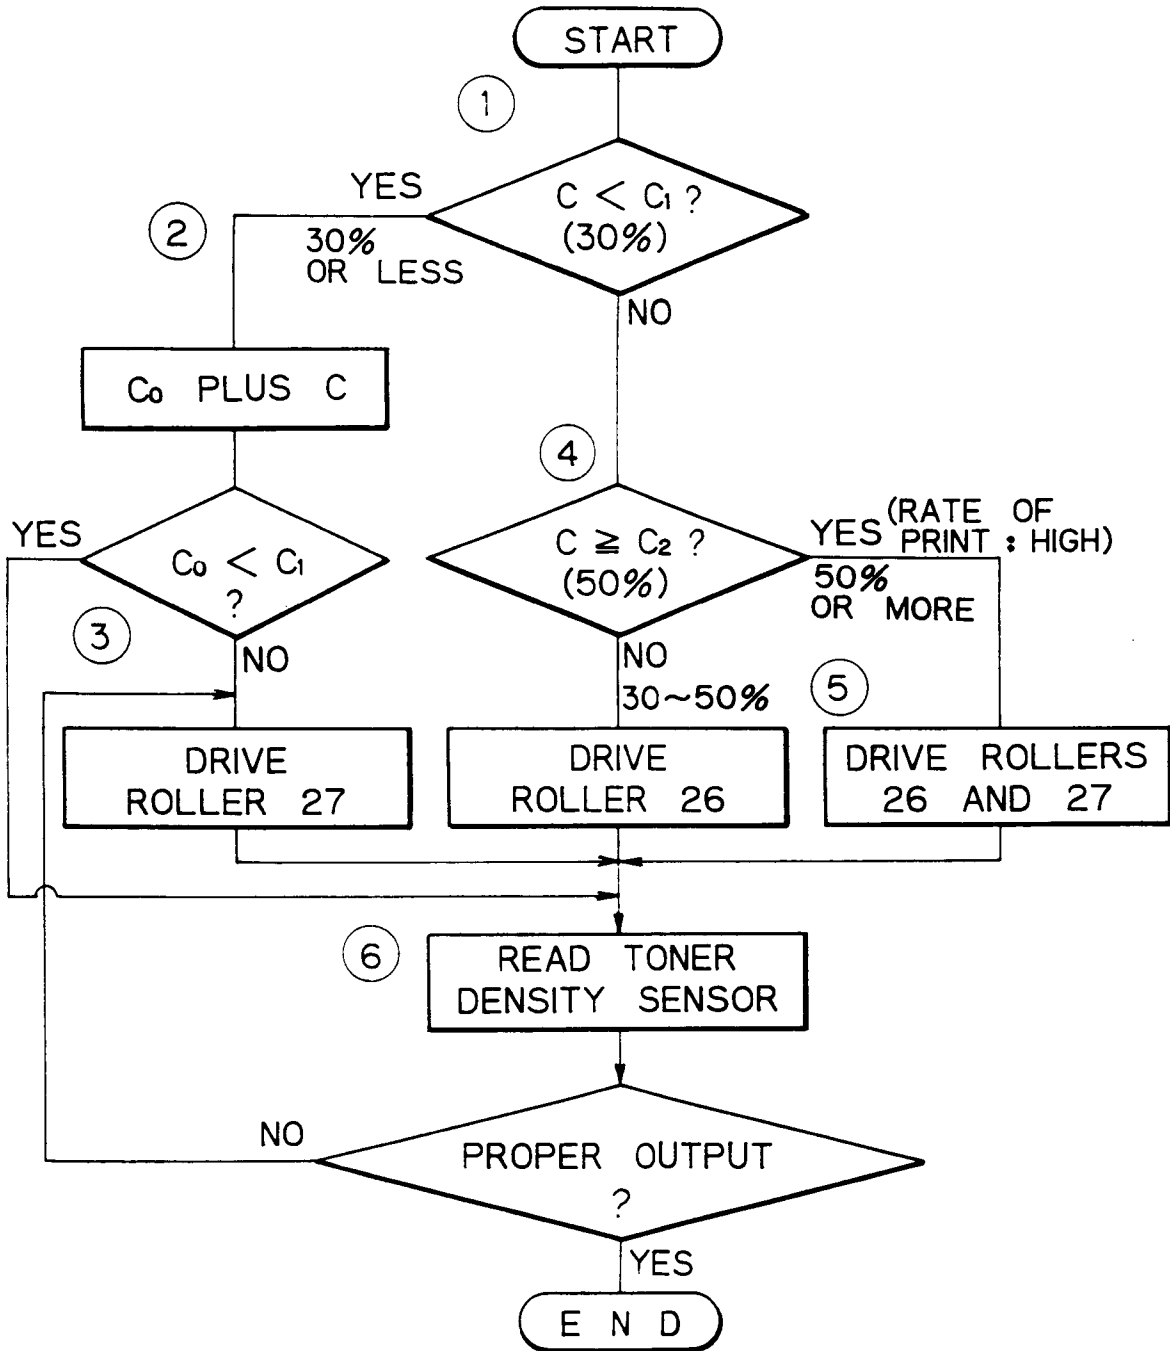 START
1
YES
C < C1 ?
(30%)
2
30%
OR LESS
NO
C0 PLUS C
4
YES
C0 < C1
?
3
NO
C ≧ C2 ?
(50%)
YES
(RATE OF
PRINT : HIGH)
50%
OR MORE
NO
30~50%
5
DRIVE
ROLLER 27
DRIVE
ROLLER 26
DRIVE ROLLERS
26 AND 27
6
READ TONER
DENSITY SENSOR
NO
PROPER OUTPUT
?
YES
END